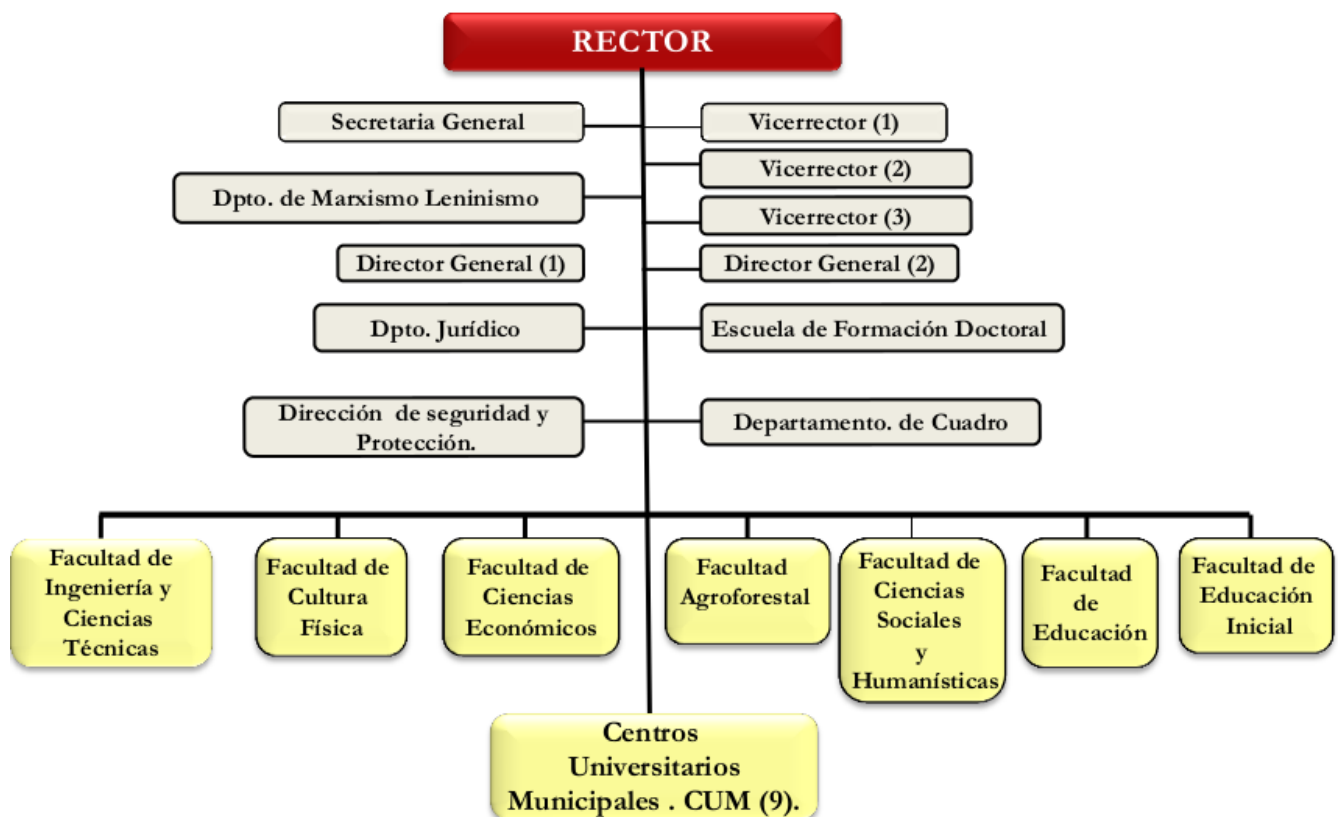 RECTOR
Secretaria General
Vicerrector (1)
Vicerrector (2)
Dpto. de Marxismo Leninismo
Vicerrector (3)
Director General (1)
Director General (2)
Dpto. Jurídico
Escuela de Formación Doctoral
Dirección de seguridad y
Protección.
Departamento. de Cuadro
Facultad de
Ingeniería y
Ciencias
Técnicas
Facultad de
Cultura
Física
Facultad de
Ciencias
Económicos
Facultad
Agroforestal
Facultad de
Ciencias
Sociales
y
Humanísticas
Facultad
de
Educación
Facultad de
Educación
Inicial
Centros
Universitarios
Municipales . CUM (9).